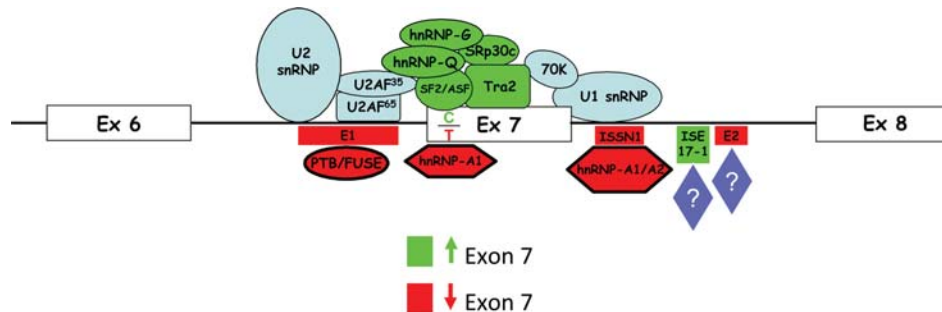 hnRNP-G
U2
snRNP
SRp30c
hnRNP-Q
70K
U2AF35
SF2/ASF
Tra2
U2AF65
U1 snRNP
Ex 6
C
T
Ex 7
Ex 8
E1
ISSN1
ISE
17-1
E2
PTB/FUSE
hnRNP-A1
hnRNP-A1/A2
?
?
Exon 7
Exon 7